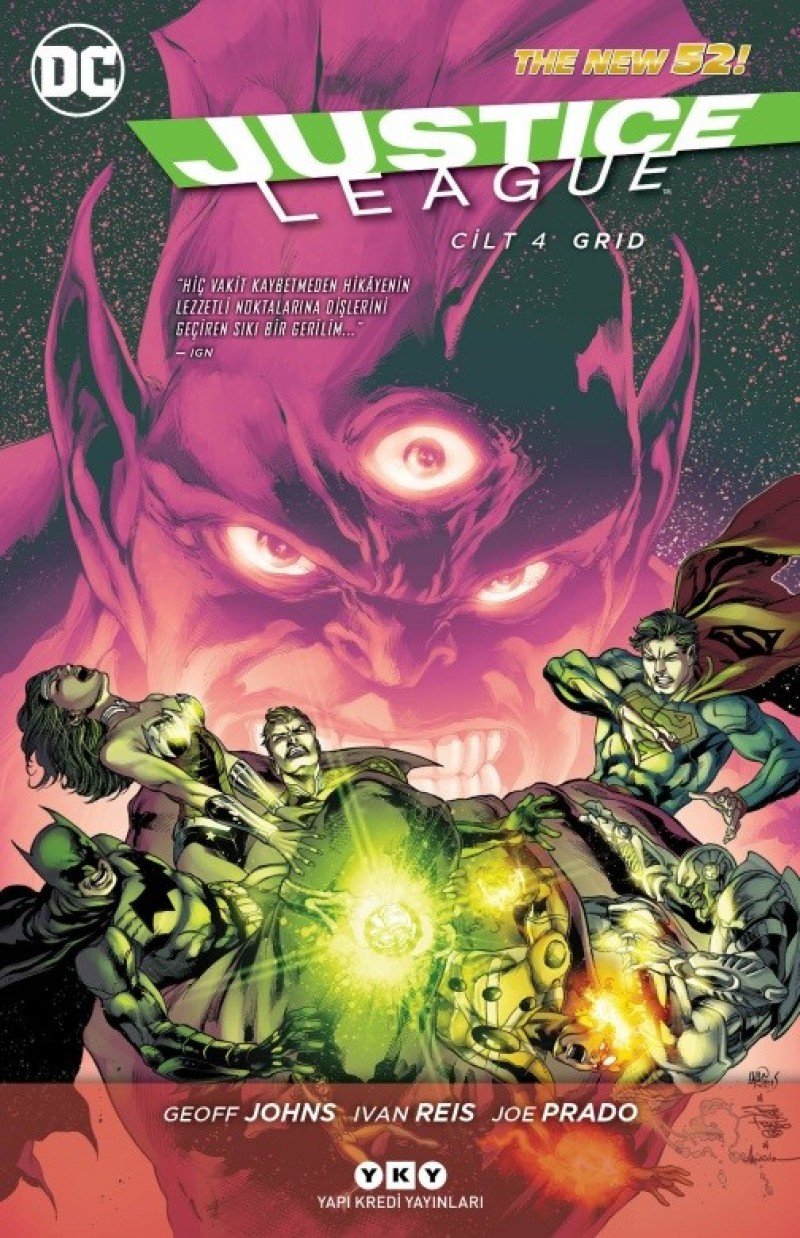 DC
THE NEW 52!
JUSTICE
LEAGUE
CİLT 4 GRID
"HİÇ VAKİT KAYBETMEDEN HİKÂYENİN
LEZZETLİ NOKTALARINA DİŞLERİNİ
GEÇİREN SIKI BİR GERİLİM..."
— IGN
GEOFF JOHNS IVAN REIS JOE PRADO
YKY
YAPI KREDİ YAYINLARI